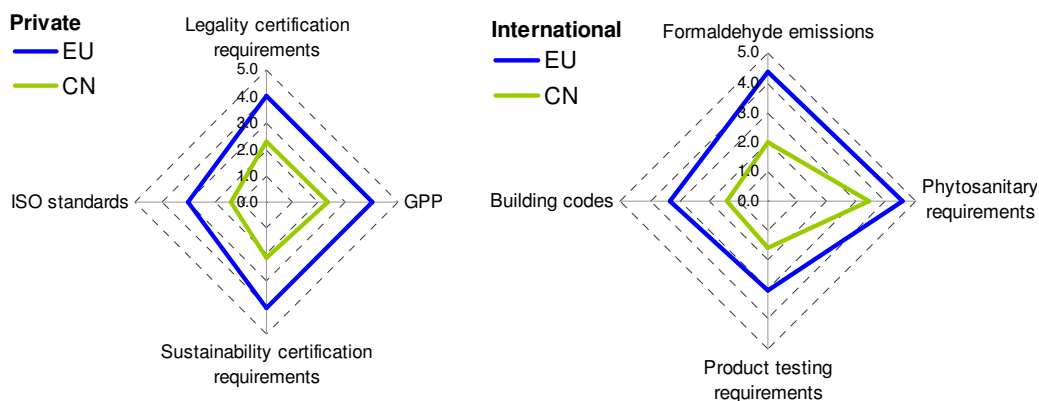 Private
EU
CN
Legality certification
requirements
5.0
4.0
3.0
2.0
1.0
0.0
ISO standards
GPP
Sustainability certification
requirements
International
EU
CN
Formaldehyde emissions
5.0
4.0
3.0
2.0
1.0
0.0
Building codes
Phytosanitary
requirements
Product testing
requirements